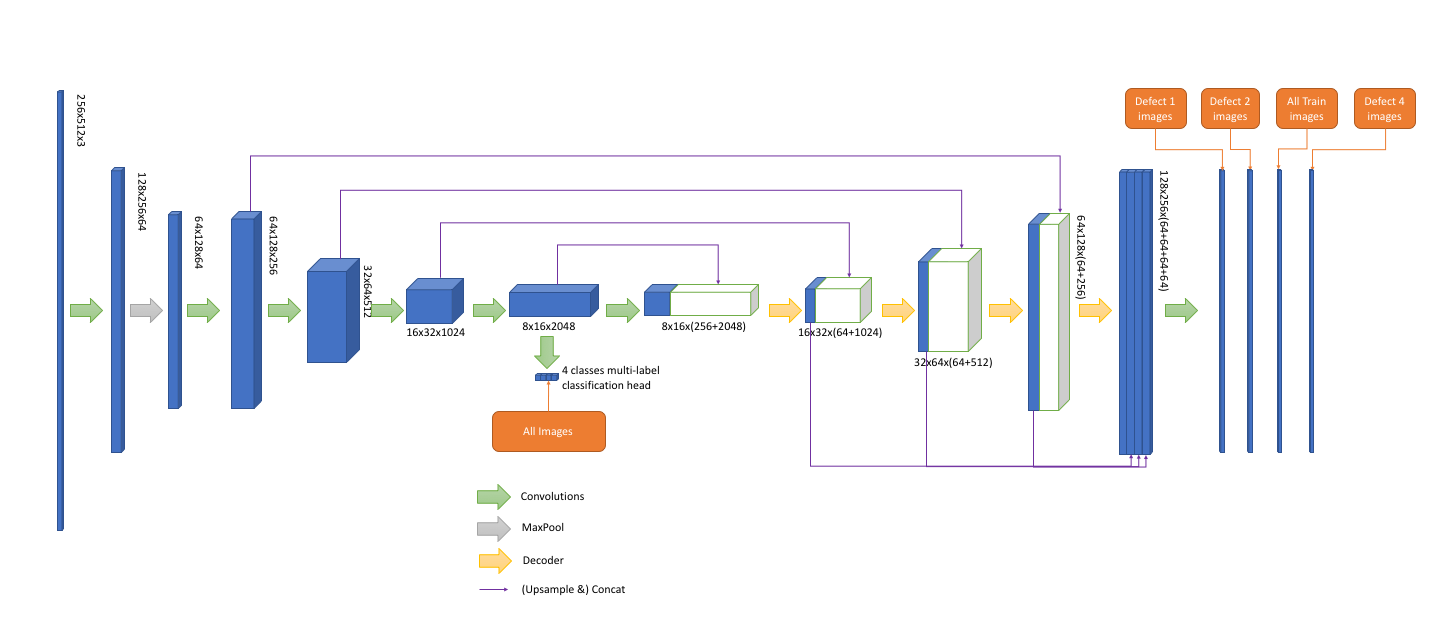 256x512x3
128x256x64
64x128x64
64x128x256
32x64x512
16x32x1024
8x16x2048
8x16x(256+2048)
16x32x(64+1024)
32x64x(64+512)
64x128x(64+256)
128x256x(64+64+64+64)
Defect 1
images
Defect 2
images
All Train
images
Defect 4
images
4 classes multi-label
classification head
All Images
Convolutions
MaxPool
Decoder
(Upsample &) Concat